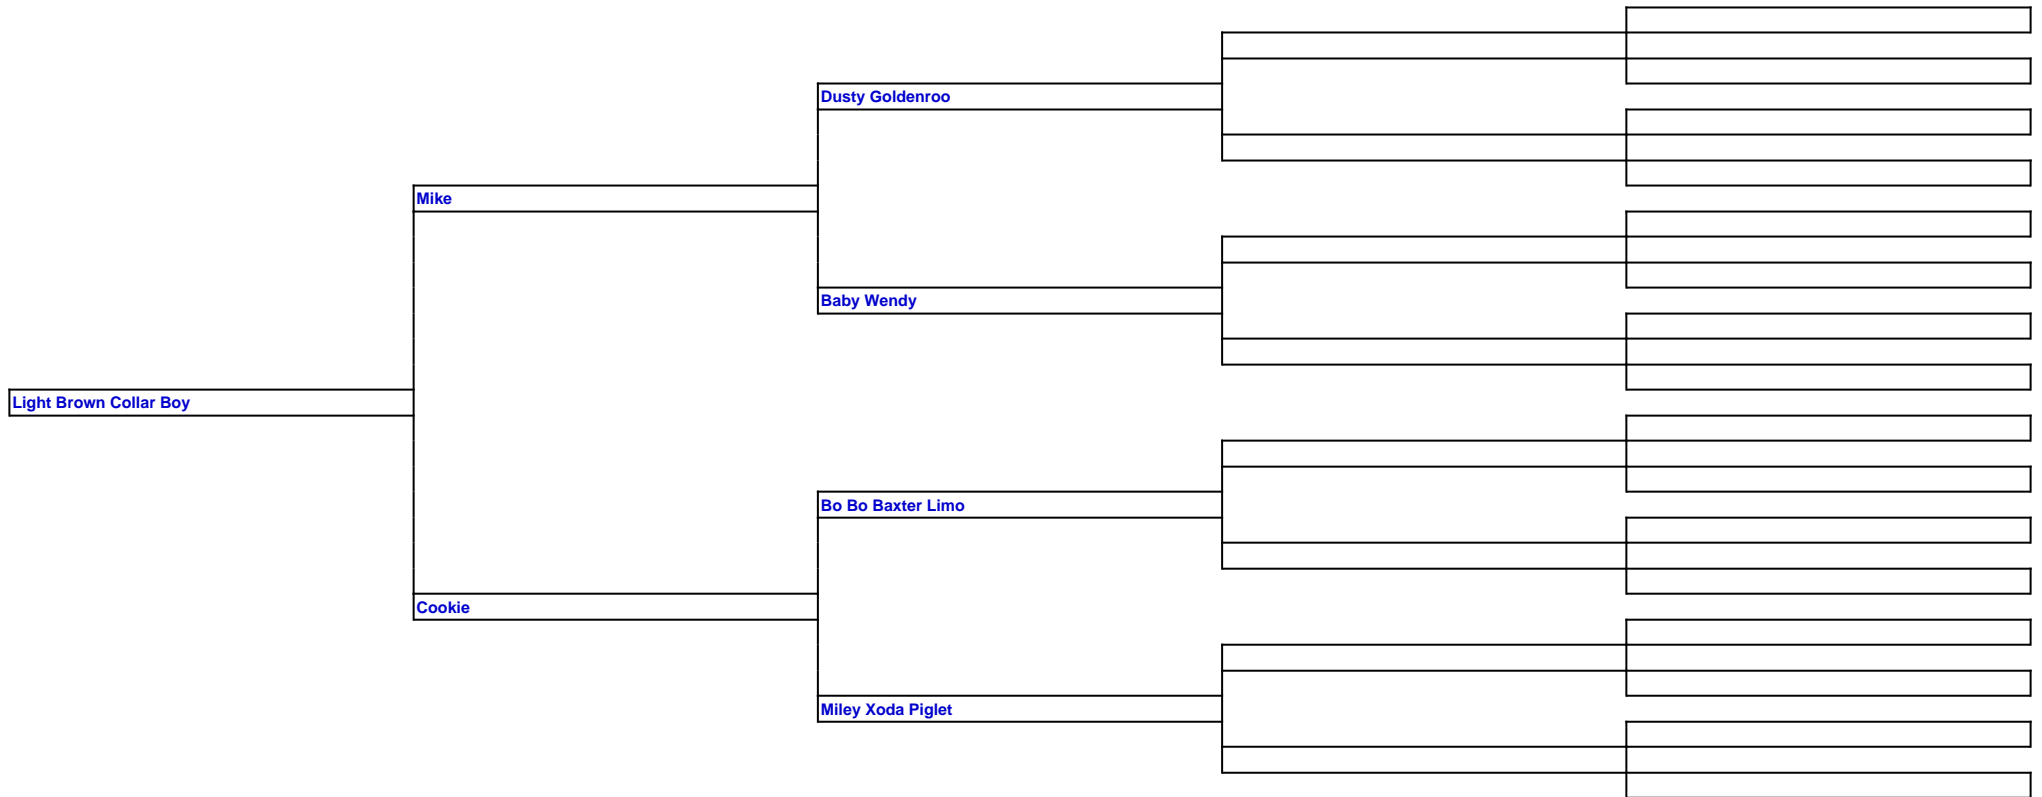 Dusty Goldenroo
Mike
Baby Wendy
Light Brown Collar Boy
Bo Bo Baxter Limo
Cookie
Miley Xoda Piglet